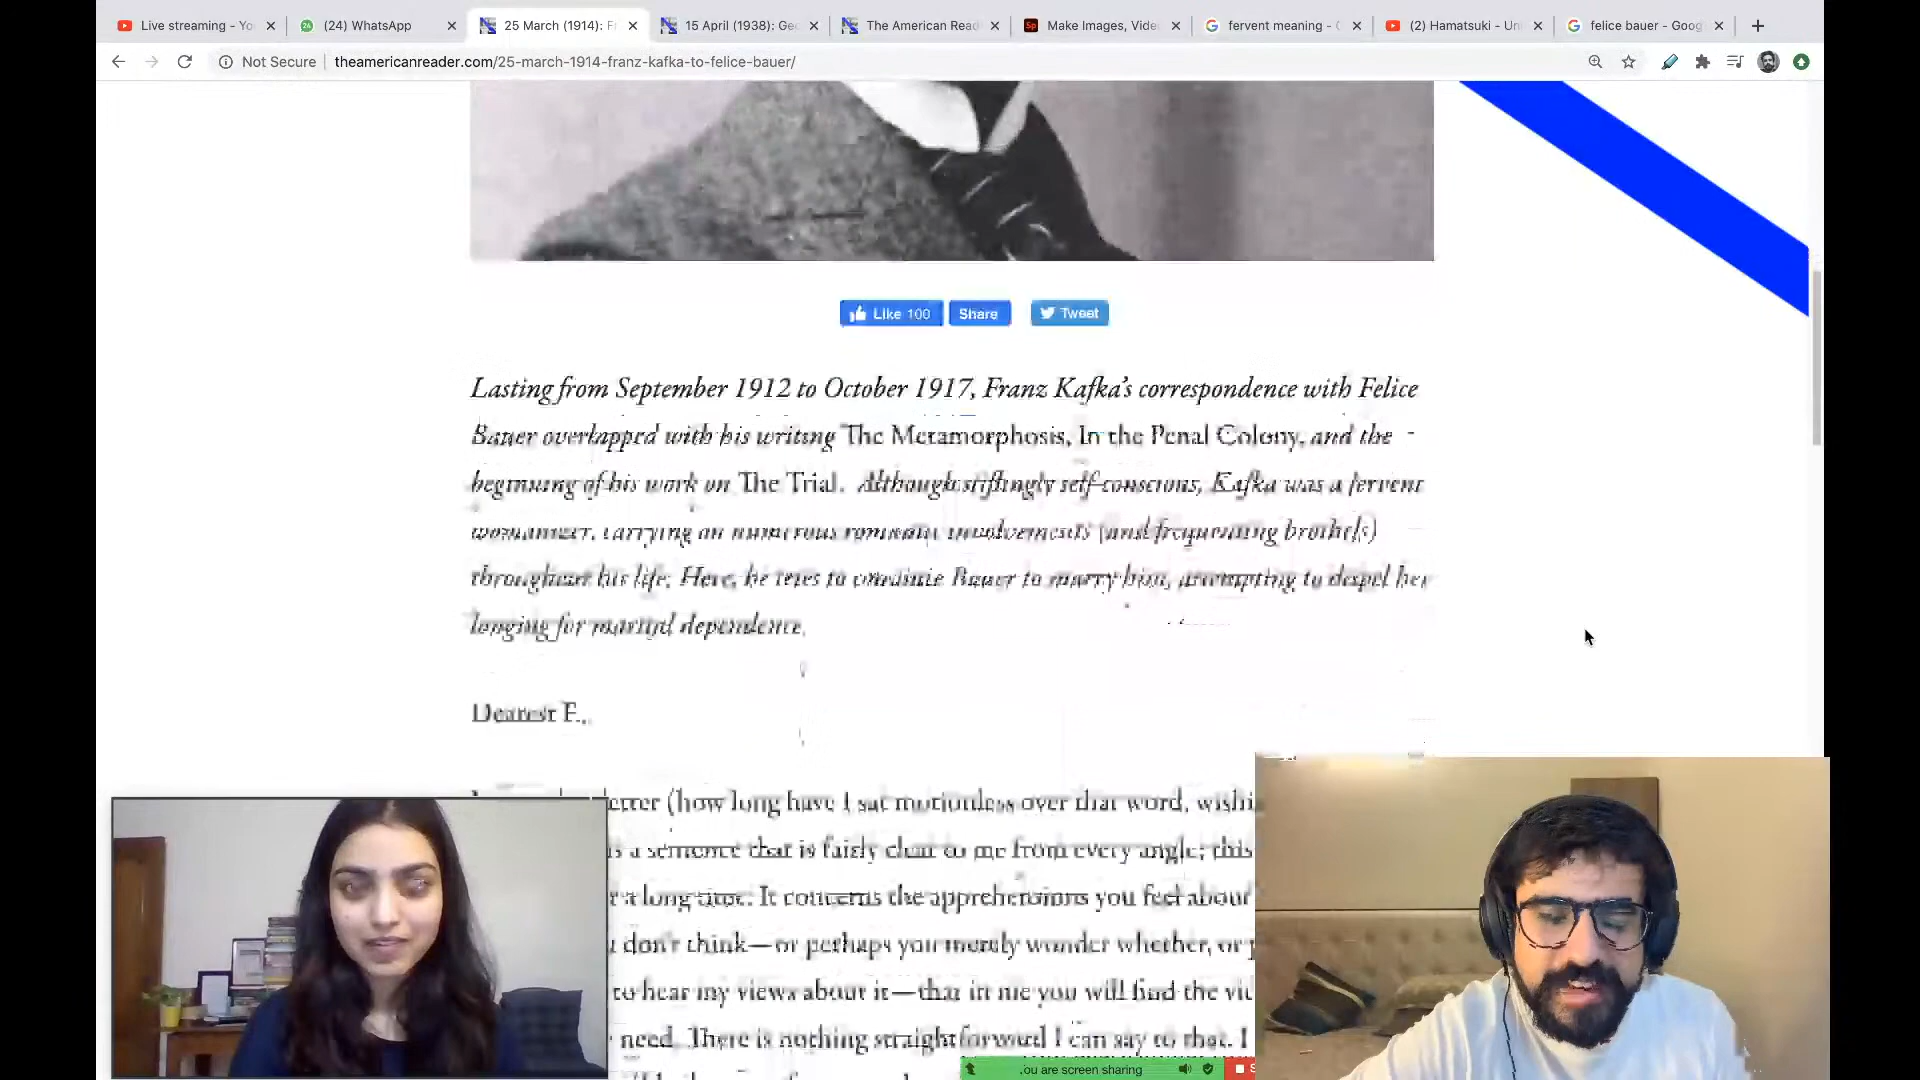 Live streaming - Yo
(24) WhatsApp
25 March (1914): Fr
15 April (1938): Geo
The American Read
Make Images, Vide
fervent meaning - G
(2) Hamatsuki - Un
felice bauer - Goog
Not Secure | theamericanreader.com/25-march-1914-franz-kafka-to-felice-bauer/
Like 100 Share Tweet
Lasting from September 1912 to October 1917, Franz Kafka's correspondence with Felice
Bauer overlapped with his writing The Metamorphosis, In the Penal Colony, and the
beginning of his work on The Trial. Although stiflingly self-conscious, Kafka was a fervent
womanizer, carrying on numerous romantic involvements (and frequenting brothels)
throughout his life. Here, he tries to convince Bauer to marry him, attempting to dispel her
longing for marital dependence.
Dearest F.,
etter (how long have I sat motionless over that word, wishi
s a sentence that is fairly clear to me from every angle; this
r a long time. It concerns the apprehensions you feel about
don't think—or perhaps you merely wonder whether, or p
to hear my views about it—that in me you will find the vit
need. There is nothing straightforward I can say to that. I
ou are screen sharing